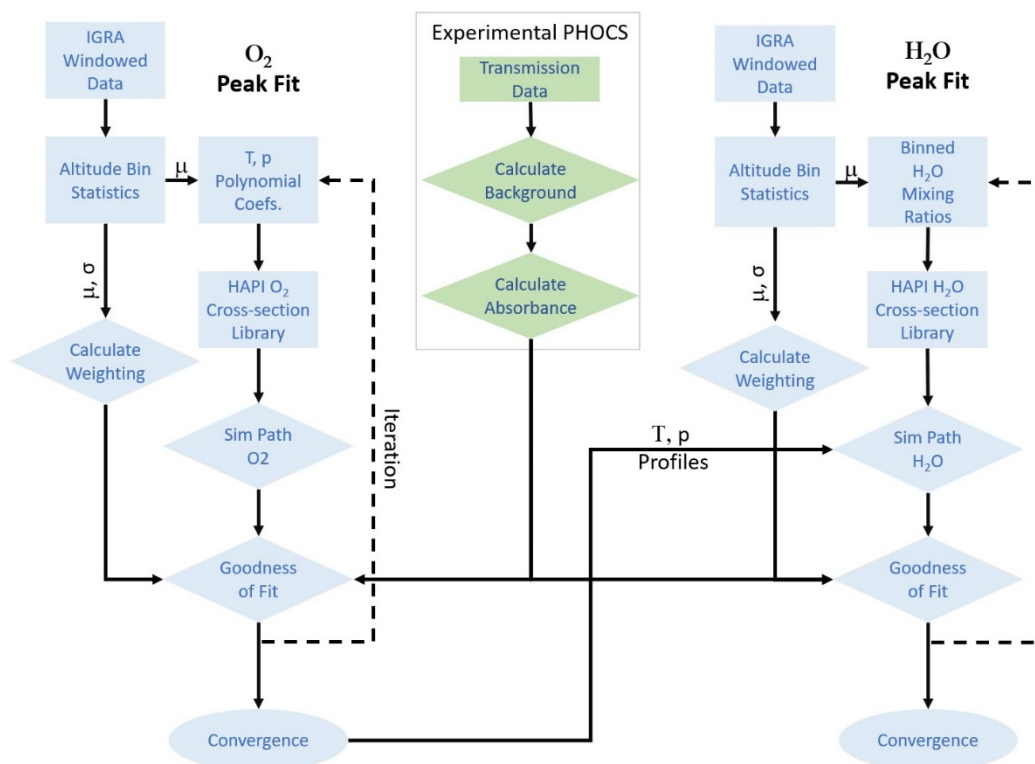 IGRA
Windowed
Data
O₂
Peak Fit
Altitude Bin
Statistics
μ
T, p
Polynomial
Coefs.
μ, σ
HAPI O₂
Cross-section
Library
Calculate
Weighting
Sim Path
O2
Iteration
Goodness
of Fit
Convergence
Experimental PHOCS
Transmission
Data
Calculate
Background
Calculate
Absorbance
T, p
Profiles
IGRA
Windowed
Data
H₂O
Peak Fit
Altitude Bin
Statistics
μ
Binned
H₂O
Mixing
Ratios
μ, σ
HAPI H₂O
Cross-section
Library
Calculate
Weighting
Sim Path
H₂O
Goodness
of Fit
Convergence